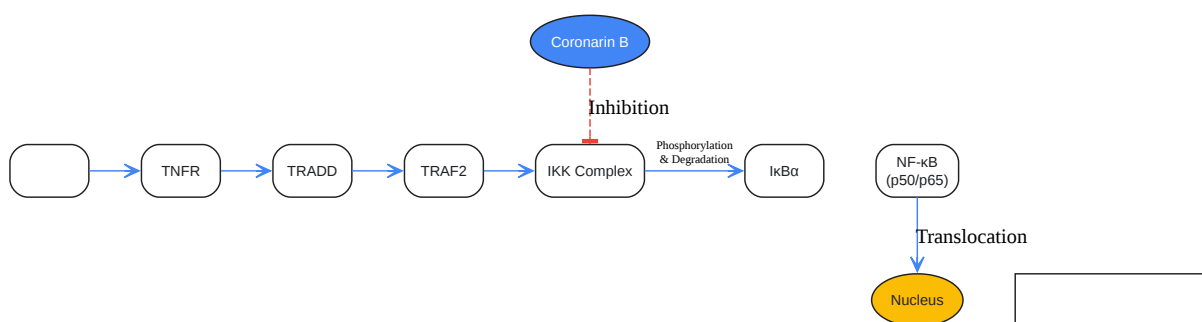 Coronarin B
Inhibition
Phosphorylation
& Degradation
TNFR
TRADD
TRAF2
IKK Complex
IκBα
NF-κB
(p50/p65)
Translocation
Nucleus